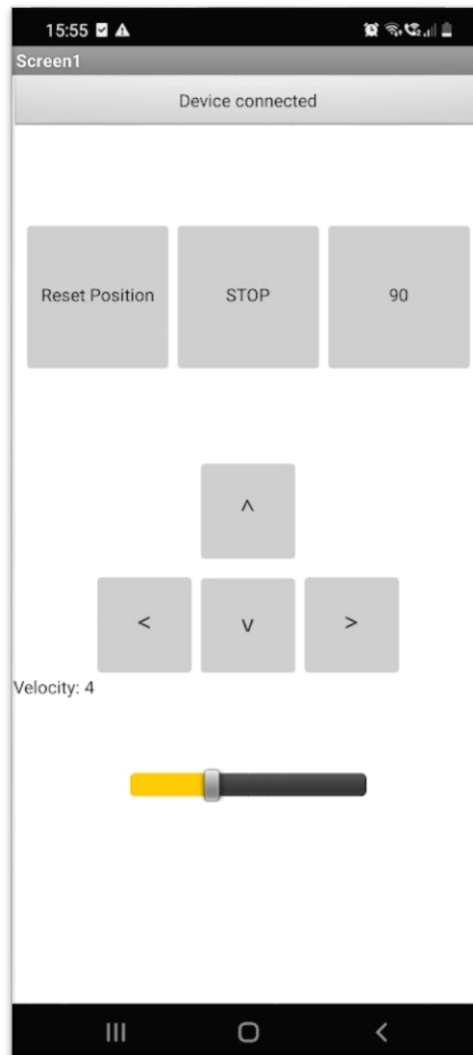 15:55
Screen1
Device connected
Reset Position STOP 90
^
< v >
Velocity: 4